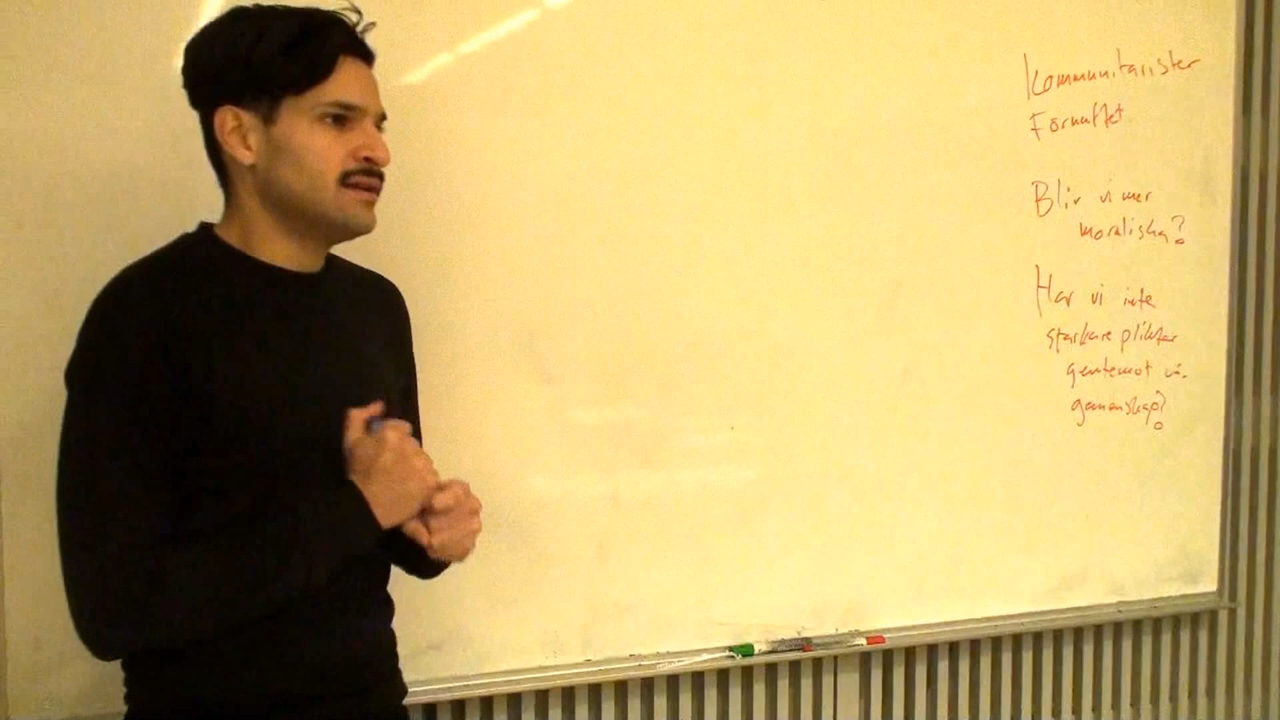 Kommunitarister
Förnuftet
Blir vi mer
moraliska?
Har vi inte
starkare plikter
gentemot vår
gemenskap?